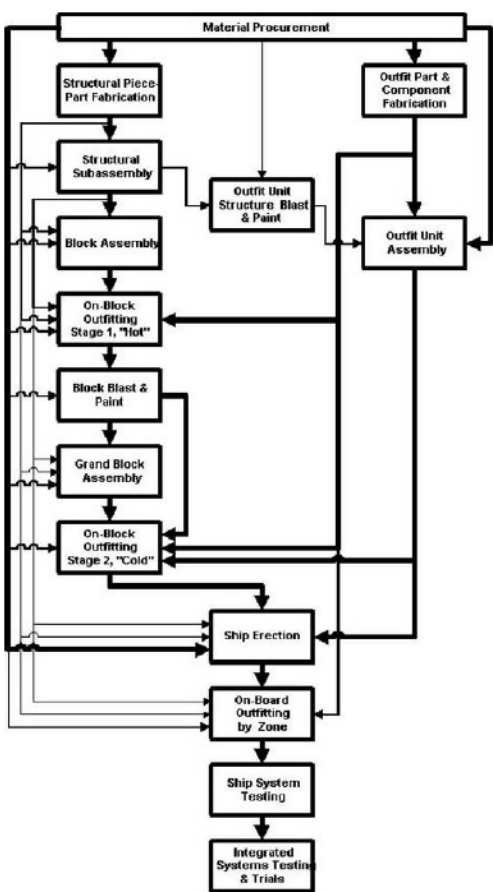 Material Procurement
Structural Piece-
Part Fabrication
Outfit Part &
Component
Fabrication
Structural
Subassembly
Outfit Unit
Structure Blast
& Paint
Block Assembly
Outfit Unit
Assembly
On-Block
Outfitting
Stage 1, "Hot"
Block Blast &
Paint
Grand Block
Assembly
On-Block
Outfitting
Stage 2, "Cold"
Ship Erection
On-Board
Outfitting
by Zone
Ship System
Testing
Integrated
Systems Testing
& Trials